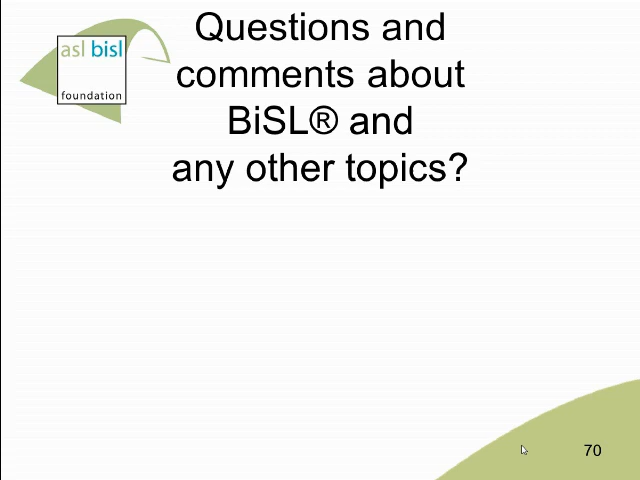 Questions and
comments about
BiSL® and
any other topics?
asl bisl
foundation
70